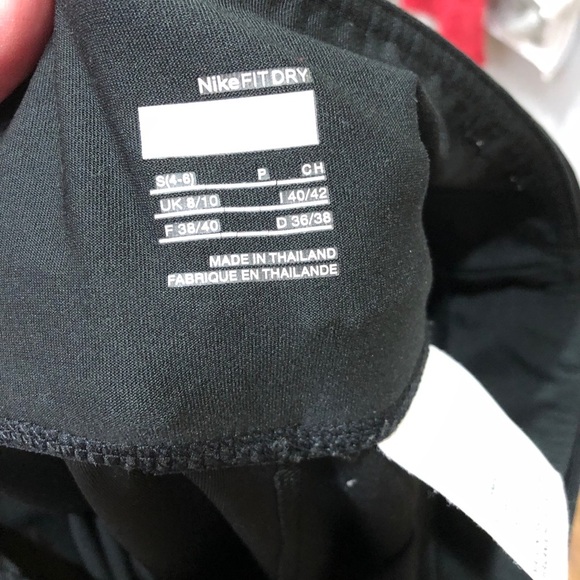 NikeFIT DRY
S(4-6) P CH
UK 8/10 I 40/42
F 38/40 D 36/38
MADE IN THAILAND
FABRIQUE EN THAILANDE